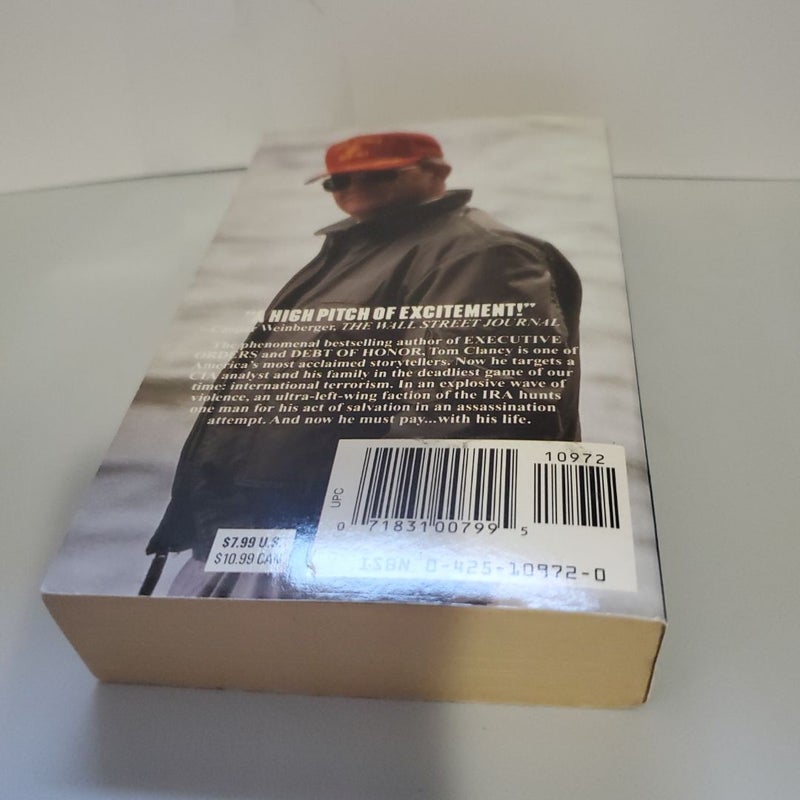 "A HIGH PITCH OF EXCITEMENT!"
—Caspar Weinberger, THE WALL STREET JOURNAL
The phenomenal bestselling author of EXECUTIVE
ORDERS and DEBT OF HONOR, Tom Clancy is one of
America's most acclaimed storytellers. Now he targets a
CIA analyst and his family in the deadliest game of our
time: international terrorism. In an explosive wave of
violence, an ultra-left-wing faction of the IRA hunts
one man for his act of salvation in an assassination
attempt. And now he must pay...with his life.
10972
UPC
0 71831 00799 5
$7.99 U.S.
$10.99 CAN
ISBN 0-425-10972-0